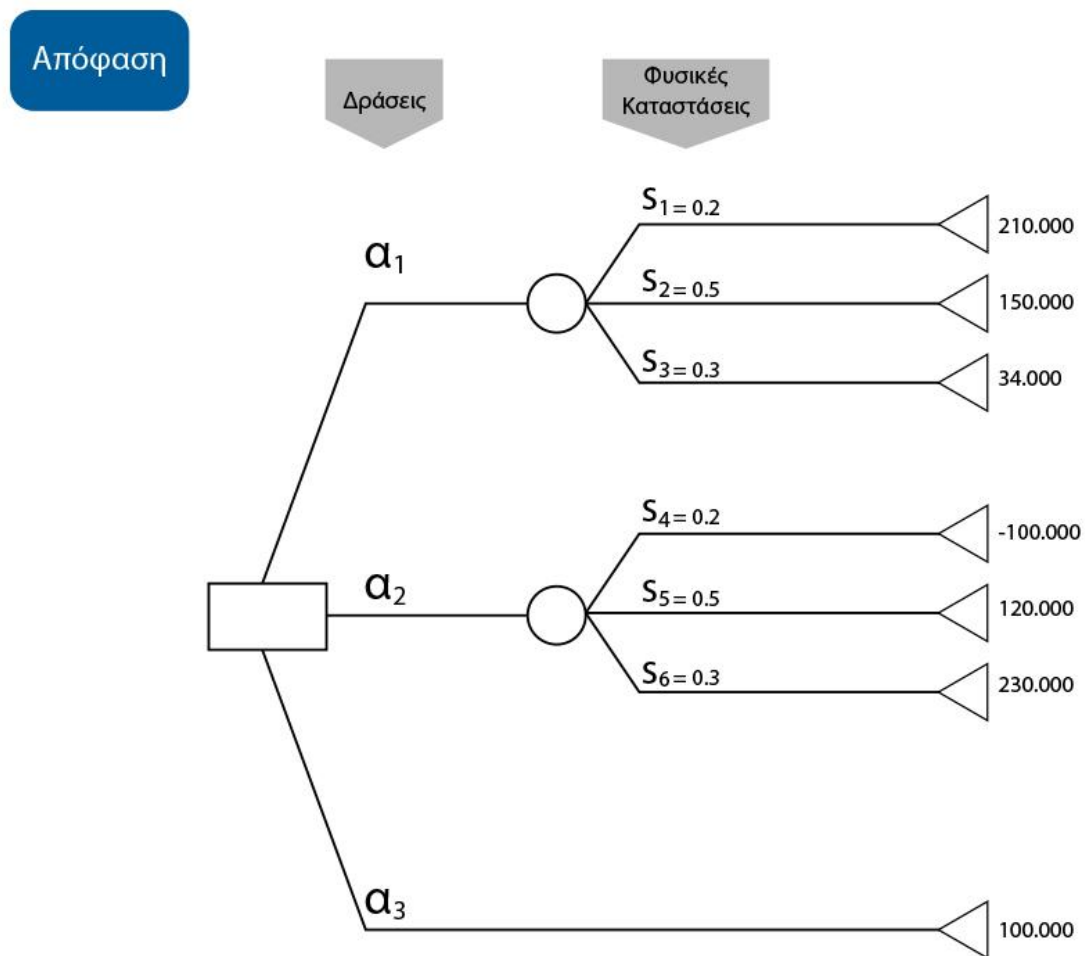 Απόφαση
Δράσεις
Φυσικές
Καταστάσεις
α₁
S₁ = 0.2
210.000
S₂ = 0.5
150.000
S₃ = 0.3
34.000
α₂
S₄ = 0.2
-100.000
S₅ = 0.5
120.000
S₆ = 0.3
230.000
α₃
100.000